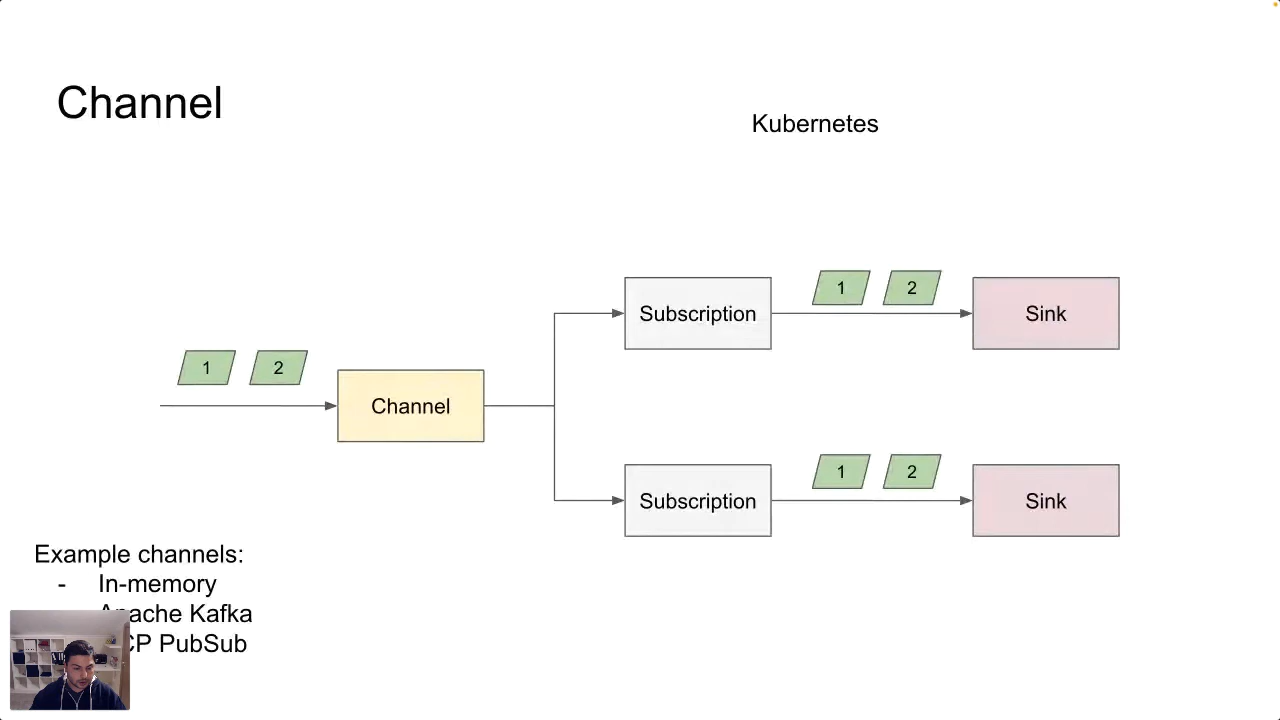 Channel
Kubernetes
1 2
Subscription
Sink
1 2
Channel
1 2
Subscription
Sink
Example channels:
- In-memory
Apache Kafka
CP PubSub